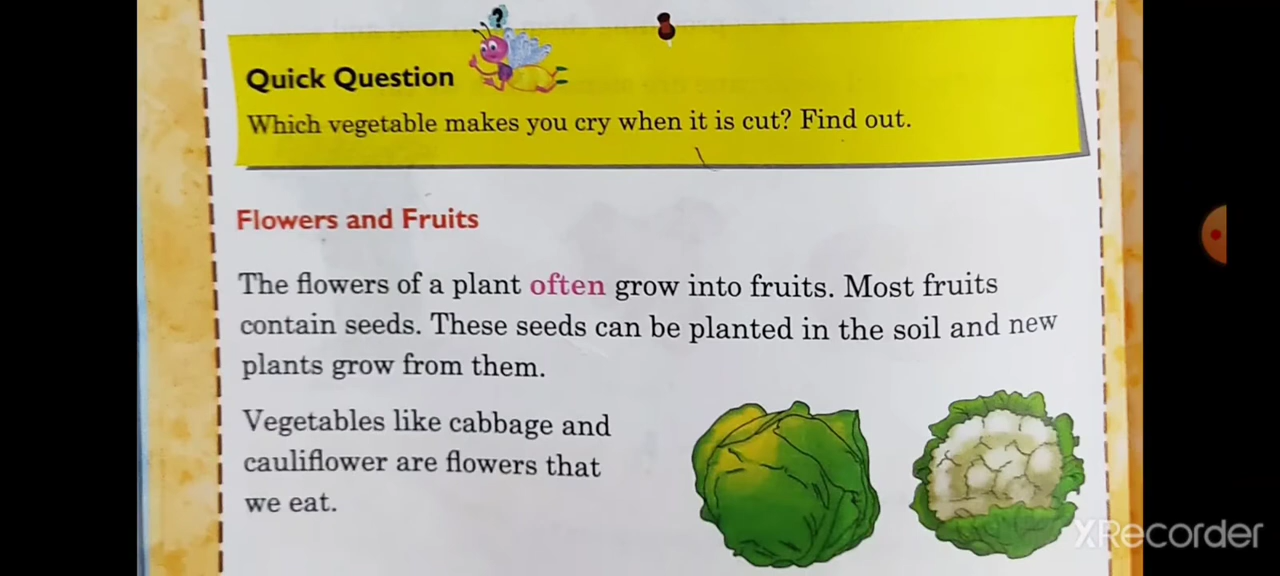 ?
Quick Question
Which vegetable makes you cry when it is cut? Find out.
Flowers and Fruits
The flowers of a plant often grow into fruits. Most fruits
contain seeds. These seeds can be planted in the soil and new
plants grow from them.
Vegetables like cabbage and
cauliflower are flowers that
we eat.
XRecorder